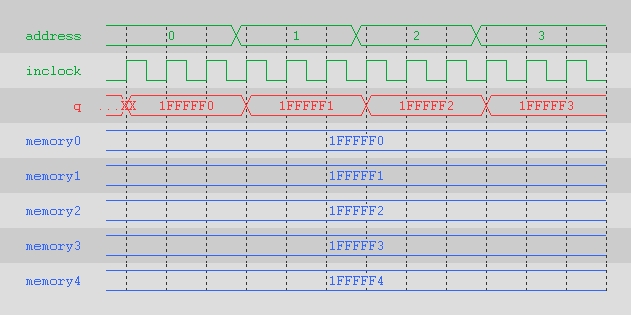 address 0 1 2 3
inclock
q ...XX 1FFFFF0 1FFFFF1 1FFFFF2 1FFFFF3
memory0 1FFFFF0
memory1 1FFFFF1
memory2 1FFFFF2
memory3 1FFFFF3
memory4 1FFFFF4